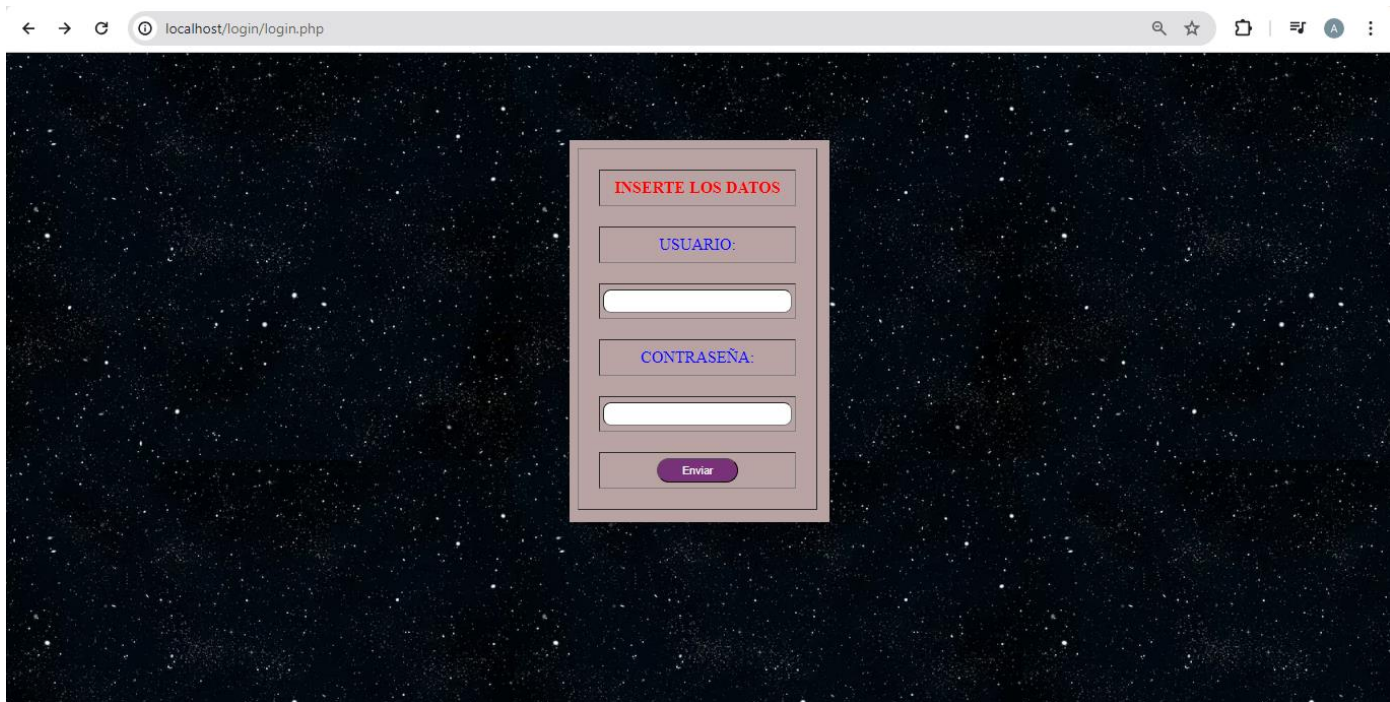 localhost/login/login.php
A
INSERTE LOS DATOS
USUARIO:
CONTRASEÑA:
Enviar